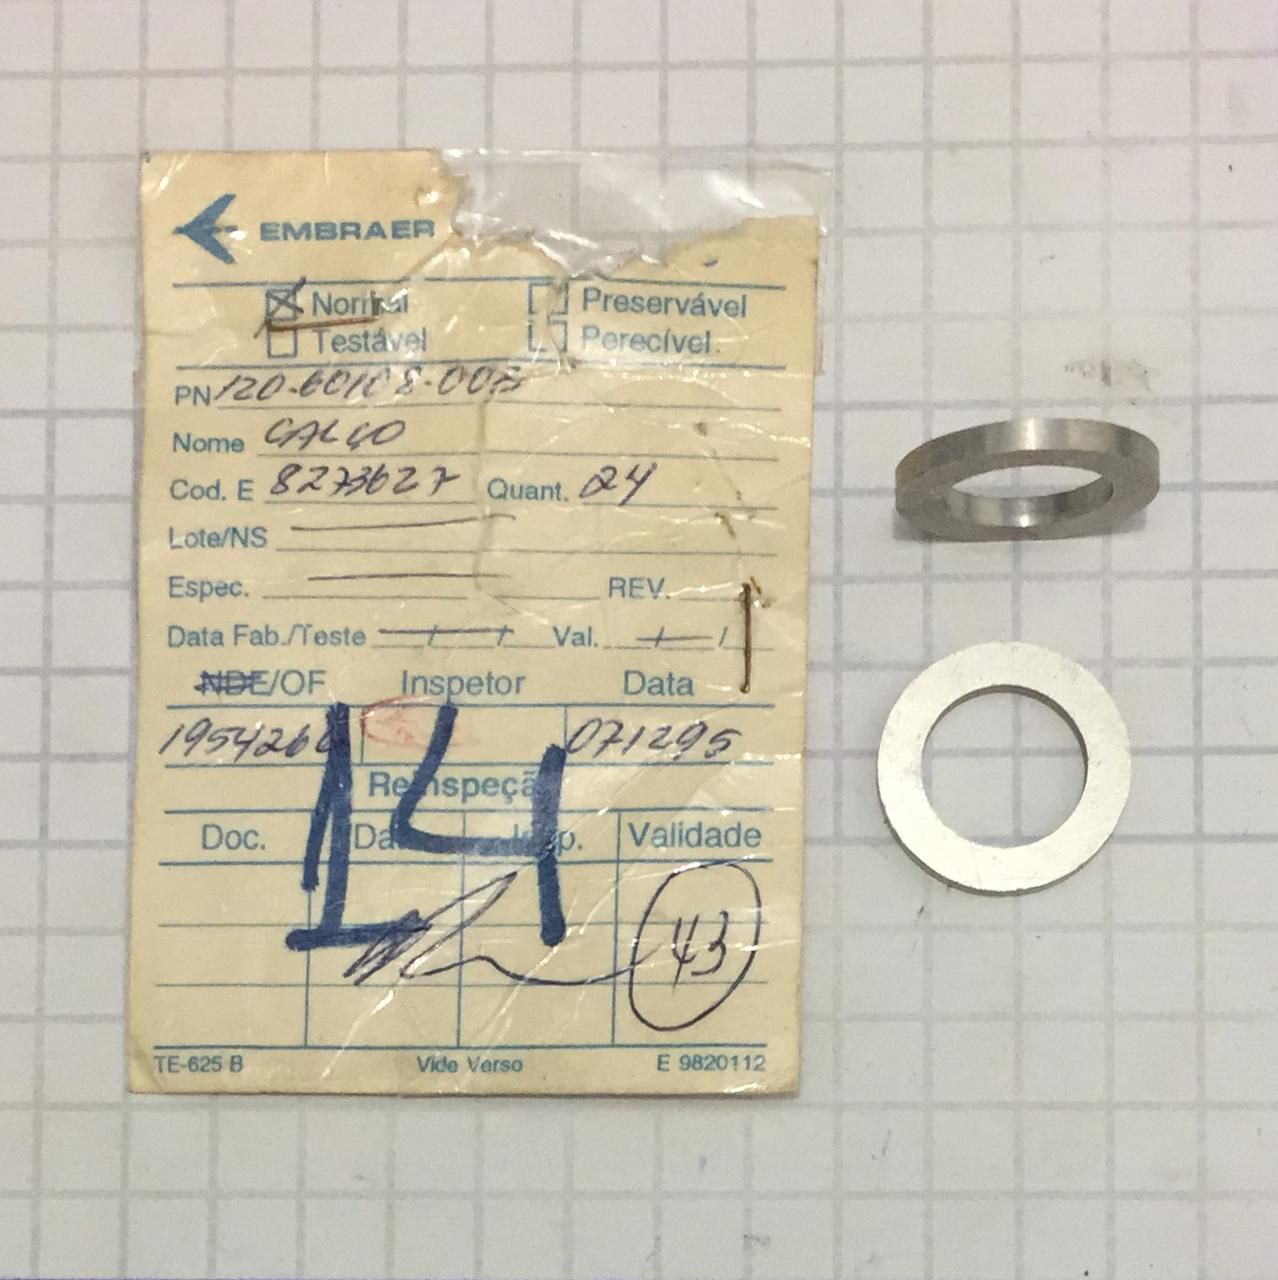 EMBRAER
Normal Preservável
Testável Perecível
PN 120-60108-003
Nome CALÇO
Cod. E 8273627 Quant. 24
Lote/NS
Espec. REV.
Data Fab./Teste / / Val. / /
NDE/OF Inspetor Data
071295
14
Reinspeção
Doc. Data Insp. Validade
43
TE-625 B Vide Verso E 9820112